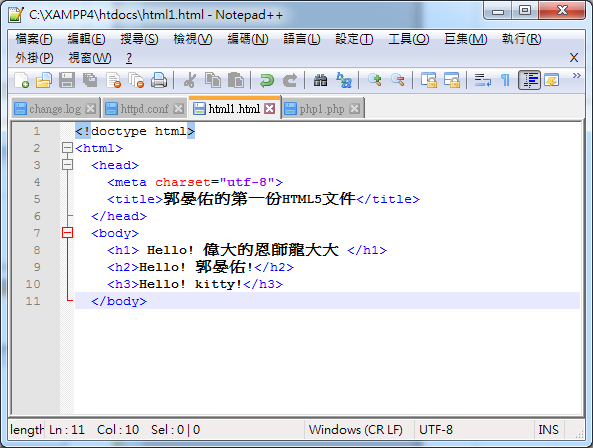 C:\XAMPP4\htdocs\html1.html - Notepad++
檔案(F) 編輯(E) 搜尋(S) 檢視(V) 編碼(N) 語言(L) 設定(T) 工具(O) 巨集(M) 執行(R)
外掛(P) 視窗(W) ? X
change.log httpd.conf html1.html php1.php
1 <!doctype html>
2 <html>
3 <head>
4 <meta charset="utf-8">
5 <title>郭晏佑的第一份HTML5文件</title>
6 </head>
7 <body>
8 <h1> Hello! 偉大的恩師龍大大 </h1>
9 <h2>Hello! 郭晏佑!</h2>
10 <h3>Hello! kitty!</h3>
11 </body>
length Ln : 11 Col : 10 Sel : 0 | 0 Windows (CR LF) UTF-8 INS